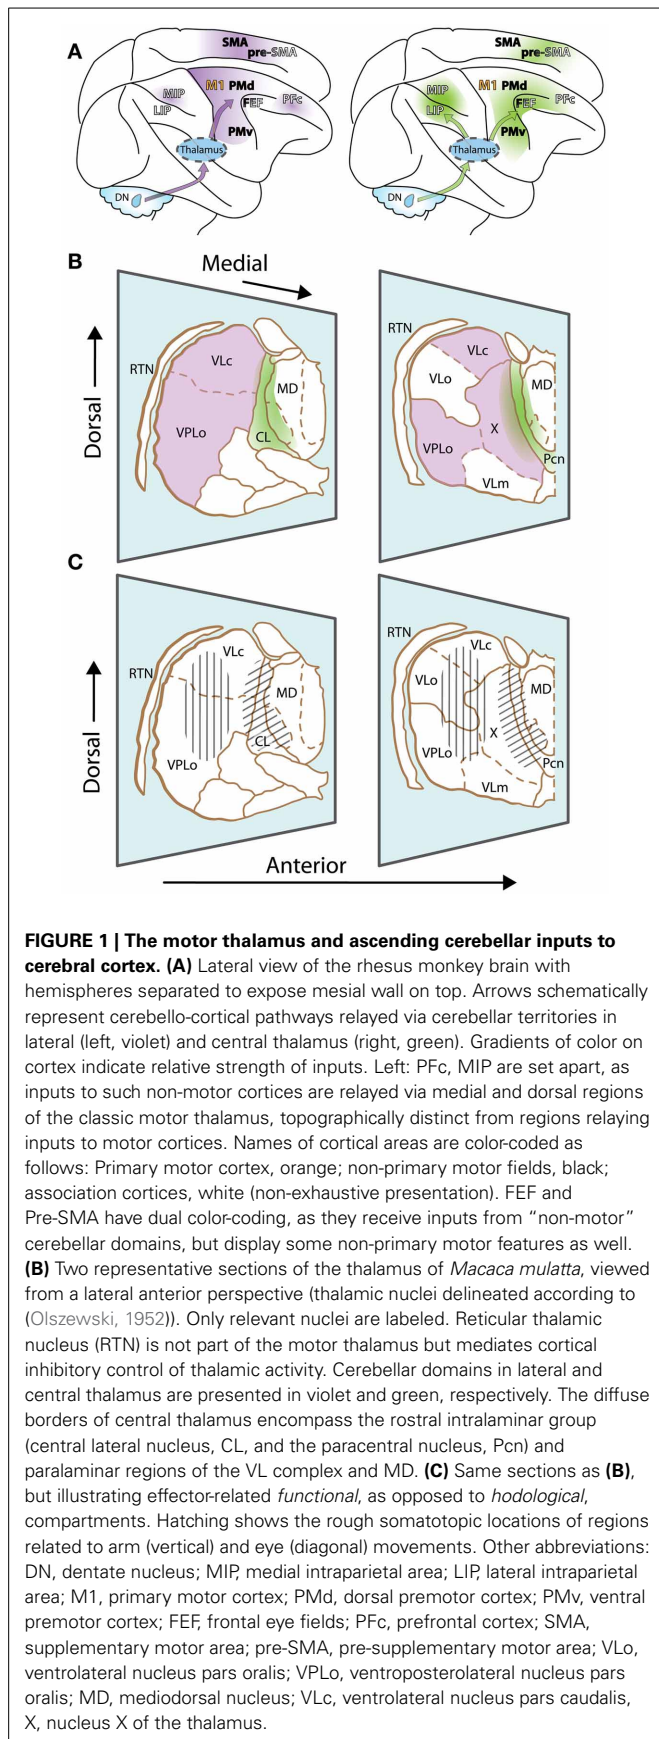 A
SMA
pre-SMA
M1 PMd
MIP
LIP
FEF
PFc
PMv
Thalamus
DN
SMA
pre-SMA
M1 PMd
MIP
LIP
FEF
PFc
PMv
Thalamus
DN
B
Medial
Dorsal
RTN
VLc
MD
VPLo
CL
RTN
VLc
VLo
MD
X
VPLo
Pcn
VLm
C
Dorsal
RTN
VLc
MD
VPLo
CL
RTN
VLc
VLo
MD
X
VPLo
Pcn
VLm
Anterior
FIGURE 1 | The motor thalamus and ascending cerebellar inputs to
cerebral cortex. (A) Lateral view of the rhesus monkey brain with
hemispheres separated to expose mesial wall on top. Arrows schematically
represent cerebello-cortical pathways relayed via cerebellar territories in
lateral (left, violet) and central thalamus (right, green). Gradients of color on
cortex indicate relative strength of inputs. Left: PFc, MIP are set apart, as
inputs to such non-motor cortices are relayed via medial and dorsal regions
of the classic motor thalamus, topographically distinct from regions relaying
inputs to motor cortices. Names of cortical areas are color-coded as
follows: Primary motor cortex, orange; non-primary motor fields, black;
association cortices, white (non-exhaustive presentation). FEF and
Pre-SMA have dual color-coding, as they receive inputs from “non-motor”
cerebellar domains, but display some non-primary motor features as well.
(B) Two representative sections of the thalamus of Macaca mulatta, viewed
from a lateral anterior perspective (thalamic nuclei delineated according to
(Olszewski, 1952)). Only relevant nuclei are labeled. Reticular thalamic
nucleus (RTN) is not part of the motor thalamus but mediates cortical
inhibitory control of thalamic activity. Cerebellar domains in lateral and
central thalamus are presented in violet and green, respectively. The diffuse
borders of central thalamus encompass the rostral intralaminar group
(central lateral nucleus, CL, and the paracentral nucleus, Pcn) and
paralaminar regions of the VL complex and MD. (C) Same sections as (B),
but illustrating effector-related functional, as opposed to hodological,
compartments. Hatching shows the rough somatotopic locations of regions
related to arm (vertical) and eye (diagonal) movements. Other abbreviations:
DN, dentate nucleus; MIP, medial intraparietal area; LIP, lateral intraparietal
area; M1, primary motor cortex; PMd, dorsal premotor cortex; PMv, ventral
premotor cortex; FEF, frontal eye fields; PFc, prefrontal cortex; SMA,
supplementary motor area; pre-SMA, pre-supplementary motor area; VLo,
ventrolateral nucleus pars oralis; VPLo, ventroposterolateral nucleus pars
oralis; MD, mediodorsal nucleus; VLc, ventrolateral nucleus pars caudalis,
X, nucleus X of the thalamus.